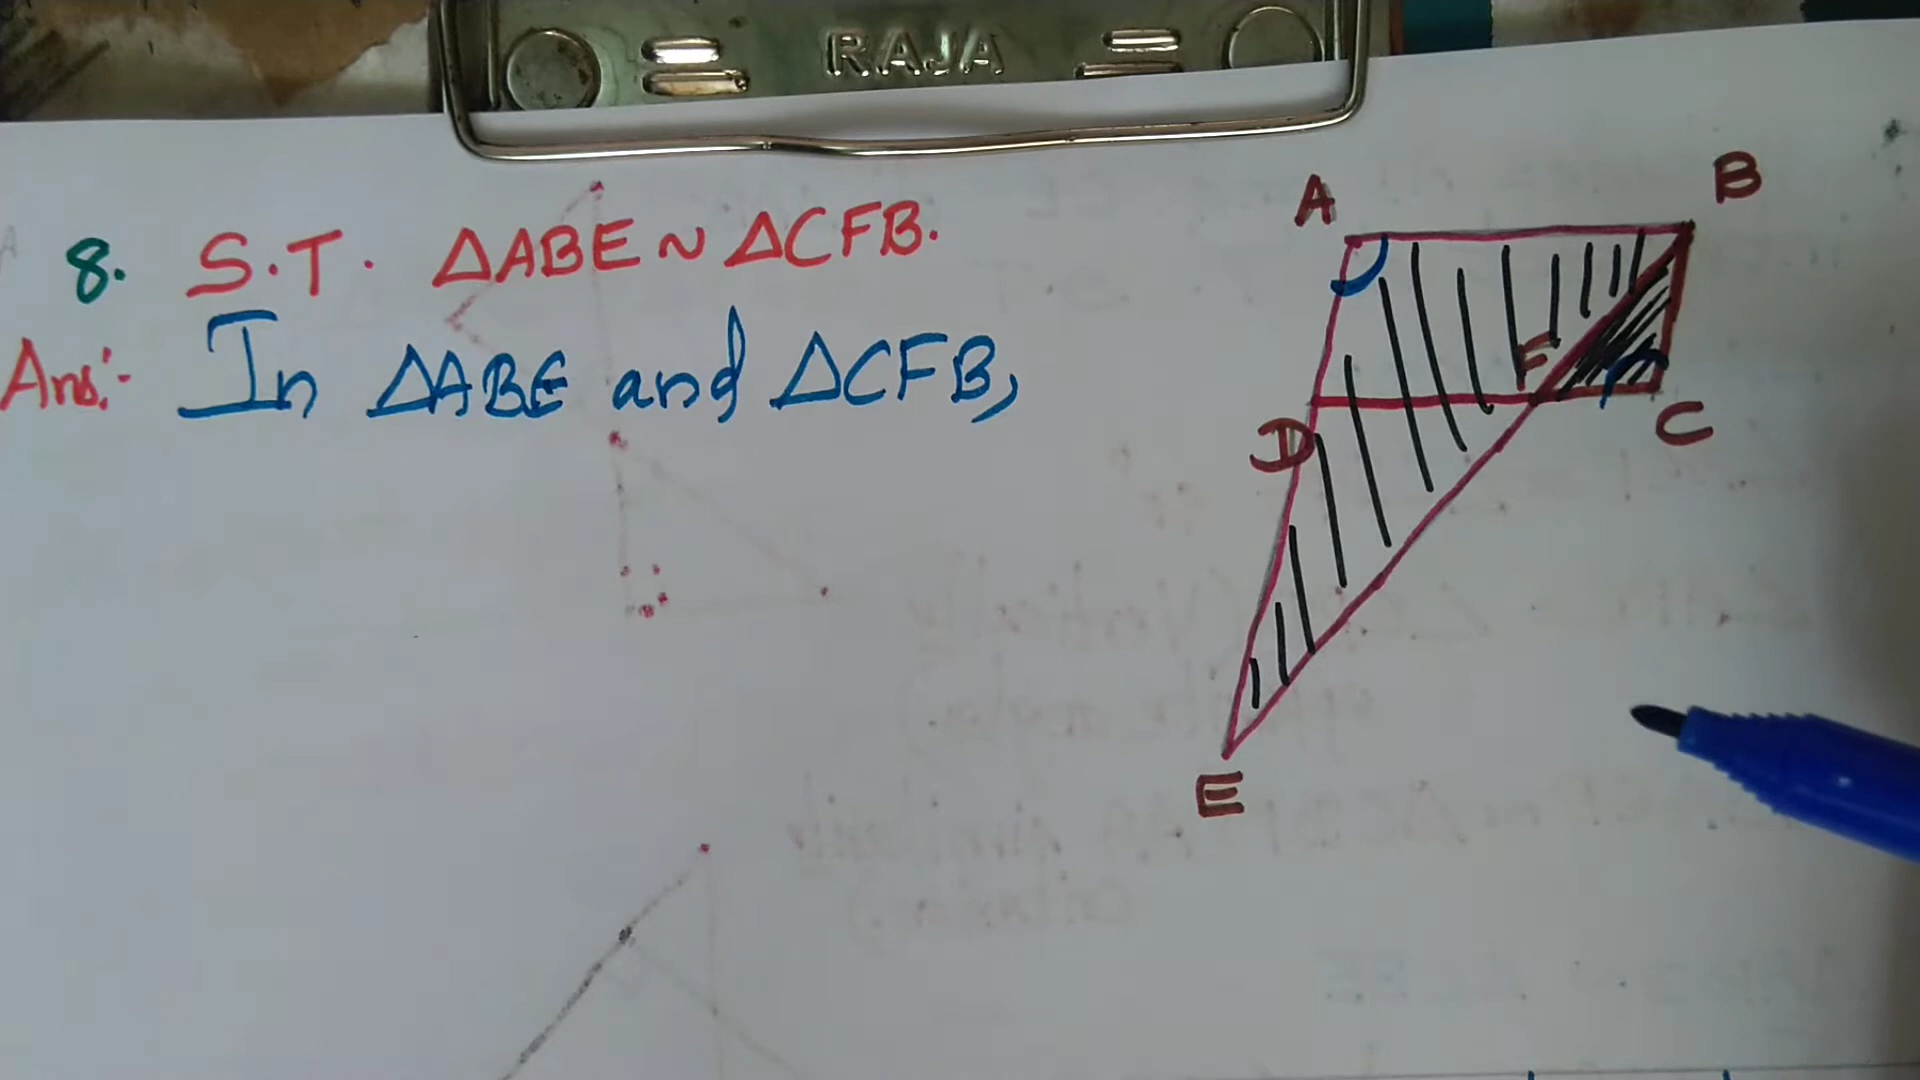 RAJA
8. S.T. ΔABE ~ ΔCFB.
Ans:- In ΔABE and ΔCFB,
A
B
F
D
C
E